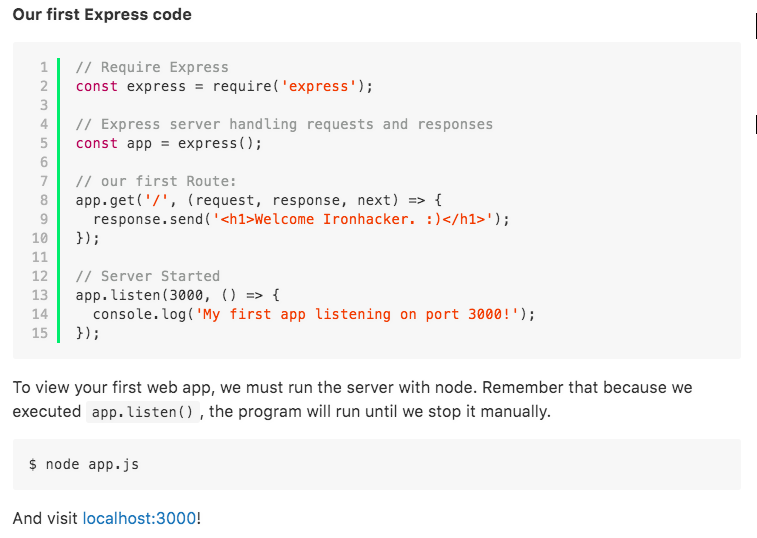 Our first Express code
1 // Require Express
2 const express = require('express');
3
4 // Express server handling requests and responses
5 const app = express();
6
7 // our first Route:
8 app.get('/', (request, response, next) => {
9   response.send('<h1>Welcome Ironhacker. :)</h1>');
10 });
11
12 // Server Started
13 app.listen(3000, () => {
14   console.log('My first app listening on port 3000!');
15 });
To view your first web app, we must run the server with node. Remember that because we
executed app.listen() , the program will run until we stop it manually.
$ node app.js
And visit localhost:3000!